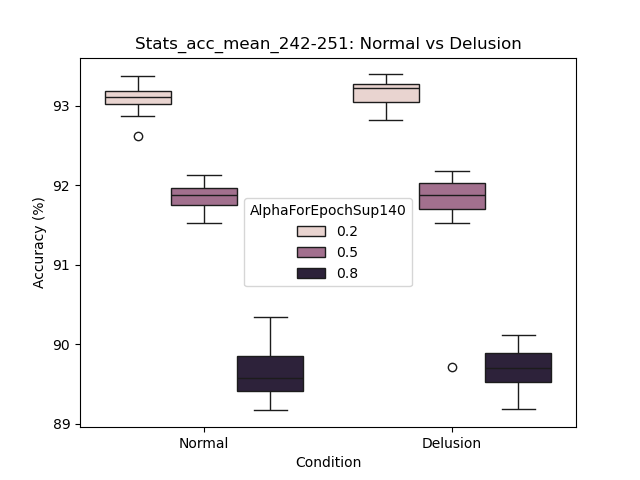 Stats_acc_mean_242-251: Normal vs Delusion
Accuracy (%)
93
92
91
90
89
AlphaForEpochSup140
0.2
0.5
0.8
Normal
Delusion
Condition